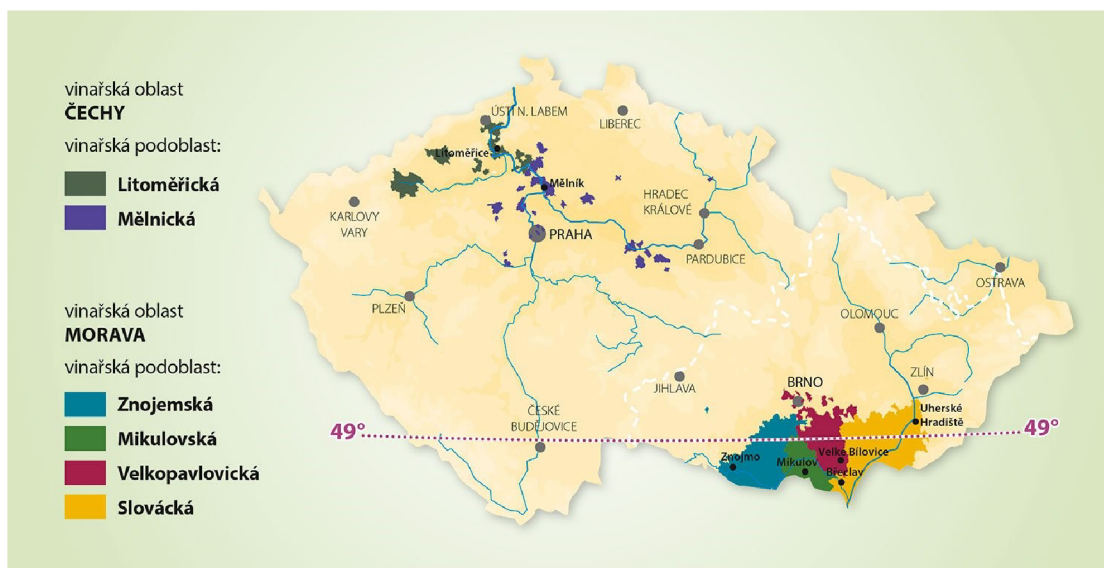 vinařská oblast
ČECHY
vinařská podoblast:
Litoměřická
Mělnická
vinařská oblast
MORAVA
vinařská podoblast:
Znojemská
Mikulovská
Velkopavlovická
Slovácká
ÚSTÍ N. LABEM
LIBEREC
Litoměřice
Mělník
KARLOVY
VARY
HRADEC
KRÁLOVÉ
PRAHA
PARDUBICE
PLZEŇ
OSTRAVA
OLOMOUC
JIHLAVA
BRNO
ZLÍN
ČESKÉ
BUDĚJOVICE
Uherské
Hradiště
49°
49°
Znojmo
Mikulov
Velké Bílovice
Břeclav